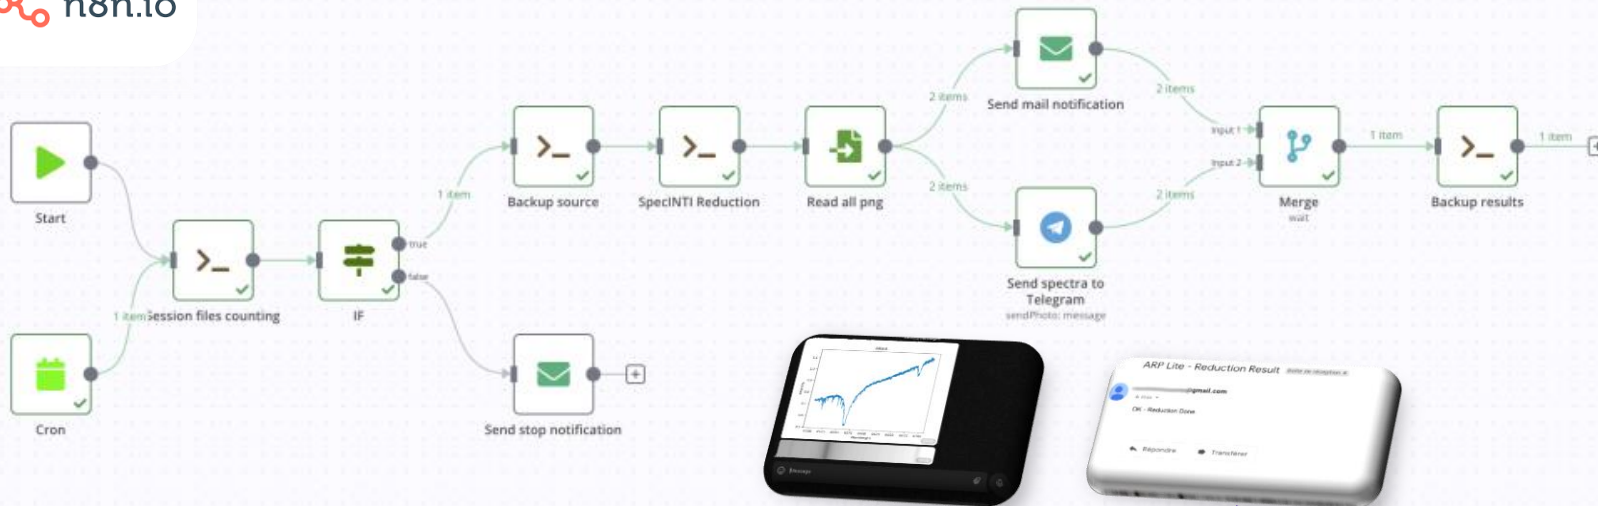 n8n.io
Send mail notification
2 items
2 items
Input 1
1 item
1 item
Input 2
Start
Backup source
SpecINTI Reduction
Read all png
Merge
wait
Backup results
1 item
2 items
2 items
true
false
Send spectra to
Telegram
sendPhoto: message
1 item
Session files counting
IF
Cron
Send stop notification
ARP Lite - Reduction Result
@gmail.com
OK - Reduction Done
Répondre
Transférer
Message